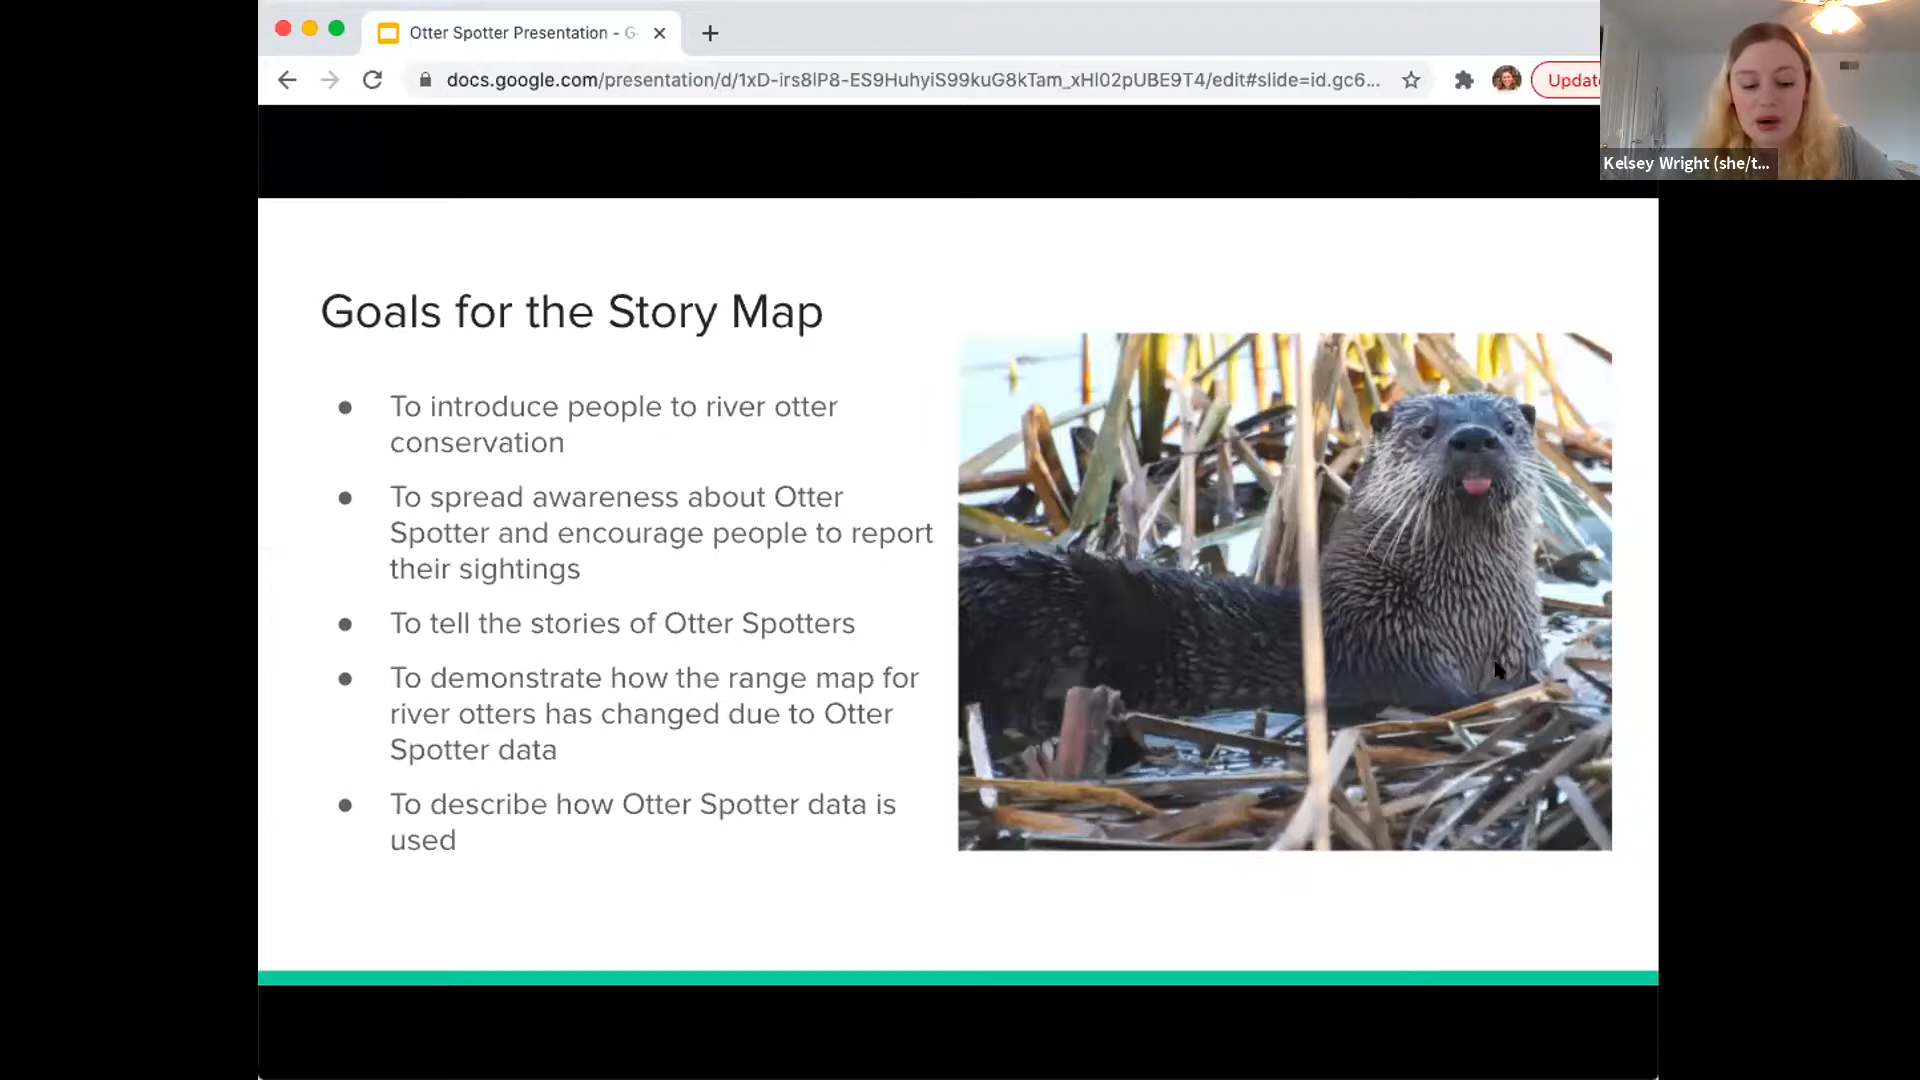 Otter Spotter Presentation - G
docs.google.com/presentation/d/1xD-irs8lP8-ES9HuhyiS99kuG8kTam_xHl02pUBE9T4/edit#slide=id.gc6...
Update
Kelsey Wright (she/t...
Goals for the Story Map
● To introduce people to river otter
conservation
● To spread awareness about Otter
Spotter and encourage people to report
their sightings
● To tell the stories of Otter Spotters
● To demonstrate how the range map for
river otters has changed due to Otter
Spotter data
● To describe how Otter Spotter data is
used